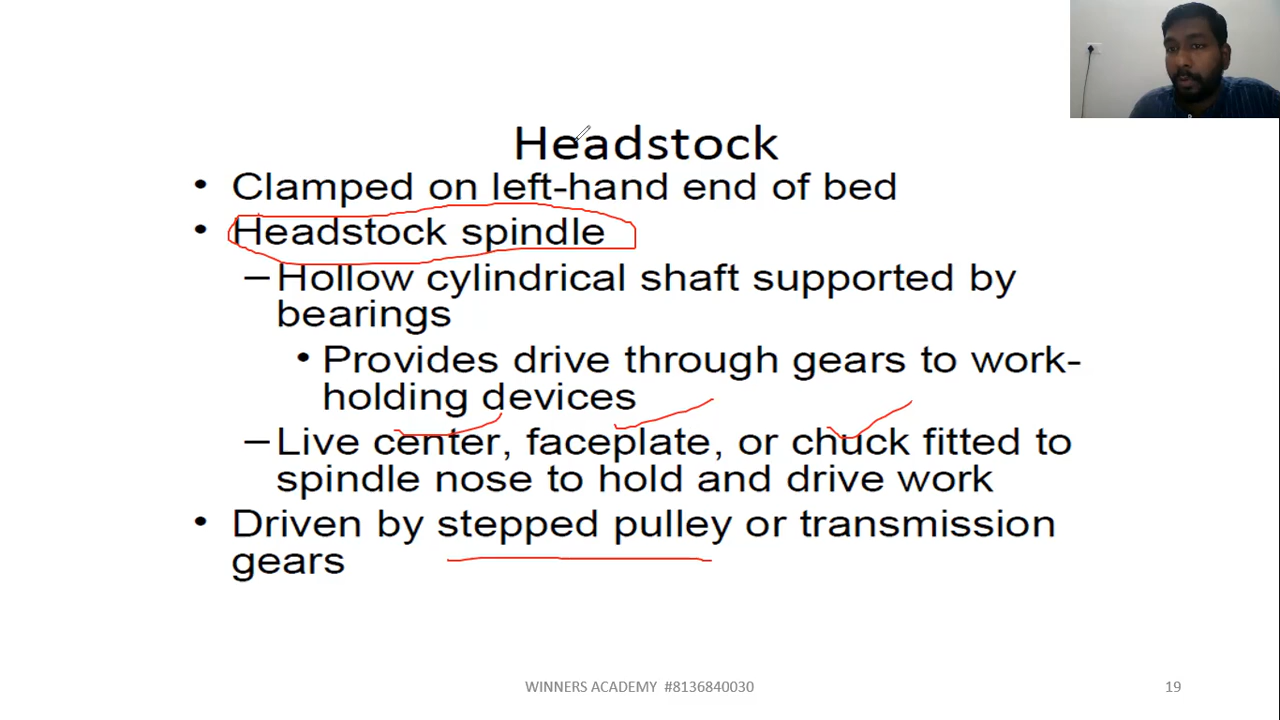 Headstock
• Clamped on left-hand end of bed
• Headstock spindle
–Hollow cylindrical shaft supported by
bearings
• Provides drive through gears to work-
holding devices
–Live center, faceplate, or chuck fitted to
spindle nose to hold and drive work
• Driven by stepped pulley or transmission
gears
WINNERS ACADEMY #8136840030
19